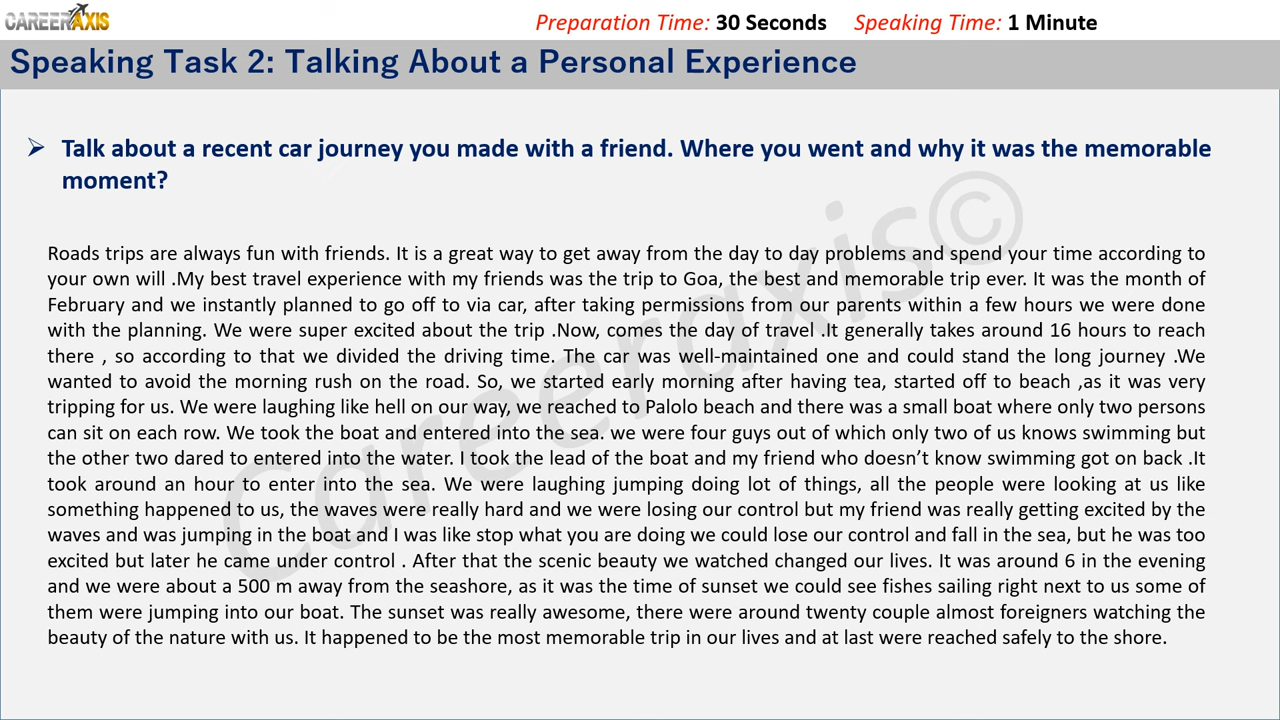 CAREERAXIS
Preparation Time: 30 Seconds Speaking Time: 1 Minute
Speaking Task 2: Talking About a Personal Experience
Talk about a recent car journey you made with a friend. Where you went and why it was the memorable
moment?
Roads trips are always fun with friends. It is a great way to get away from the day to day problems and spend your time according to
your own will .My best travel experience with my friends was the trip to Goa, the best and memorable trip ever. It was the month of
February and we instantly planned to go off to via car, after taking permissions from our parents within a few hours we were done
with the planning. We were super excited about the trip .Now, comes the day of travel .It generally takes around 16 hours to reach
there , so according to that we divided the driving time. The car was well-maintained one and could stand the long journey .We
wanted to avoid the morning rush on the road. So, we started early morning after having tea, started off to beach ,as it was very
tripping for us. We were laughing like hell on our way, we reached to Palolo beach and there was a small boat where only two persons
can sit on each row. We took the boat and entered into the sea. we were four guys out of which only two of us knows swimming but
the other two dared to entered into the water. I took the lead of the boat and my friend who doesn’t know swimming got on back .It
took around an hour to enter into the sea. We were laughing jumping doing lot of things, all the people were looking at us like
something happened to us, the waves were really hard and we were losing our control but my friend was really getting excited by the
waves and was jumping in the boat and I was like stop what you are doing we could lose our control and fall in the sea, but he was too
excited but later he came under control . After that the scenic beauty we watched changed our lives. It was around 6 in the evening
and we were about a 500 m away from the seashore, as it was the time of sunset we could see fishes sailing right next to us some of
them were jumping into our boat. The sunset was really awesome, there were around twenty couple almost foreigners watching the
beauty of the nature with us. It happened to be the most memorable trip in our lives and at last were reached safely to the shore.
Careeraxis©